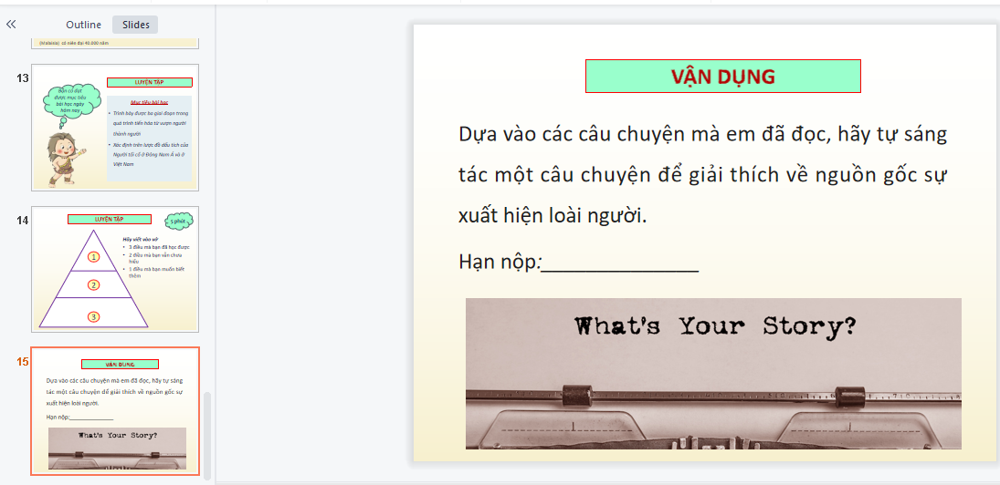 Outline Slides
(Malaixia) có niên đại 40.000 năm
13
LUYỆN TẬP
Bạn có đạt
được mục tiêu
bài học ngày
hôm nay
Mục tiêu bài học
• Trình bày được ba giai đoạn trong
quá trình tiến hóa từ vượn người
thành người
• Xác định trên lược đồ dấu tích của
Người tối cổ ở Đông Nam Á và ở
Việt Nam
14
LUYỆN TẬP
5 phút
Hãy viết vào vở
• 3 điều mà bạn đã học được
• 2 điều mà bạn vẫn chưa
hiểu
• 1 điều mà bạn muốn biết
thêm
1
2
3
15
VẬN DỤNG
Dựa vào các câu chuyện mà em đã đọc, hãy tự sáng
tác một câu chuyện để giải thích về nguồn gốc sự
xuất hiện loài người.
Hạn nộp:_______________
What's Your Story?
VẬN DỤNG
Dựa vào các câu chuyện mà em đã đọc, hãy tự sáng
tác một câu chuyện để giải thích về nguồn gốc sự
xuất hiện loài người.
Hạn nộp:_______________
What's Your Story?